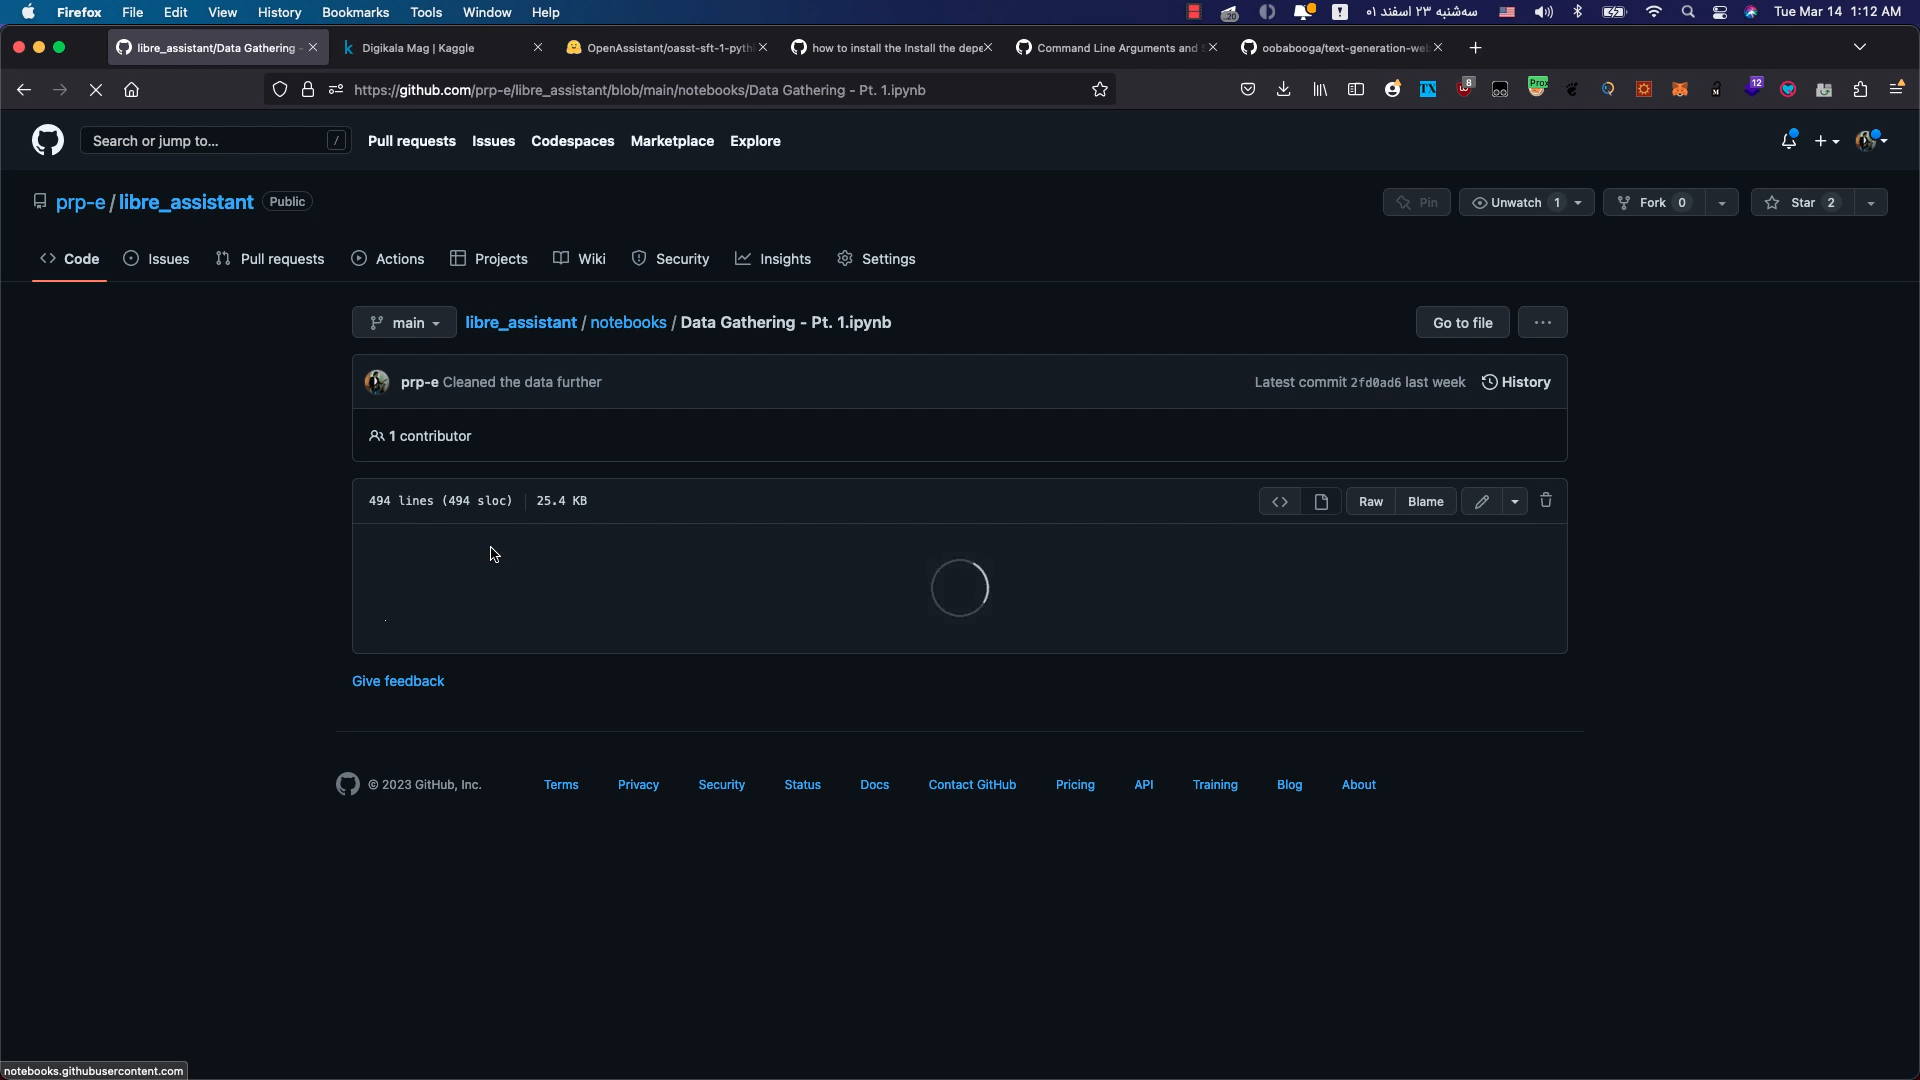 Firefox File Edit View History Bookmarks Tools Window Help 20 سه‌شنبه ۲۳ اسفند ۰۱ Tue Mar 14 1:12 AM
libre_assistant/Data Gathering - Digikala Mag | Kaggle OpenAssistant/oasst-sft-1-pyth how to install the Install the depe Command Line Arguments and oobabooga/text-generation-we
https://github.com/prp-e/libre_assistant/blob/main/notebooks/Data Gathering - Pt. 1.ipynb TX 8 Prox 12
Search or jump to... / Pull requests Issues Codespaces Marketplace Explore
prp-e / libre_assistant Public Pin Unwatch 1 Fork 0 Star 2
Code Issues Pull requests Actions Projects Wiki Security Insights Settings
main libre_assistant / notebooks / Data Gathering - Pt. 1.ipynb Go to file ...
prp-e Cleaned the data further Latest commit 2fd0ad6 last week History
1 contributor
494 lines (494 sloc) 25.4 KB <> Raw Blame
Give feedback
© 2023 GitHub, Inc. Terms Privacy Security Status Docs Contact GitHub Pricing API Training Blog About
notebooks.githubusercontent.com